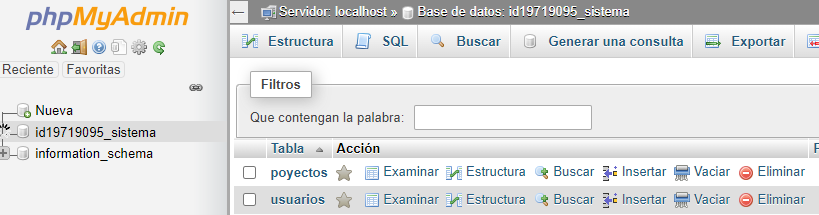 phpMyAdmin
Reciente Favoritas
Nueva
id19719095_sistema
information_schema
Servidor: localhost » Base de datos: id19719095_sistema
Estructura SQL Buscar Generar una consulta Exportar
Filtros
Que contengan la palabra:
Tabla Acción
poyectos Examinar Estructura Buscar Insertar Vaciar Eliminar
usuarios Examinar Estructura Buscar Insertar Vaciar Eliminar